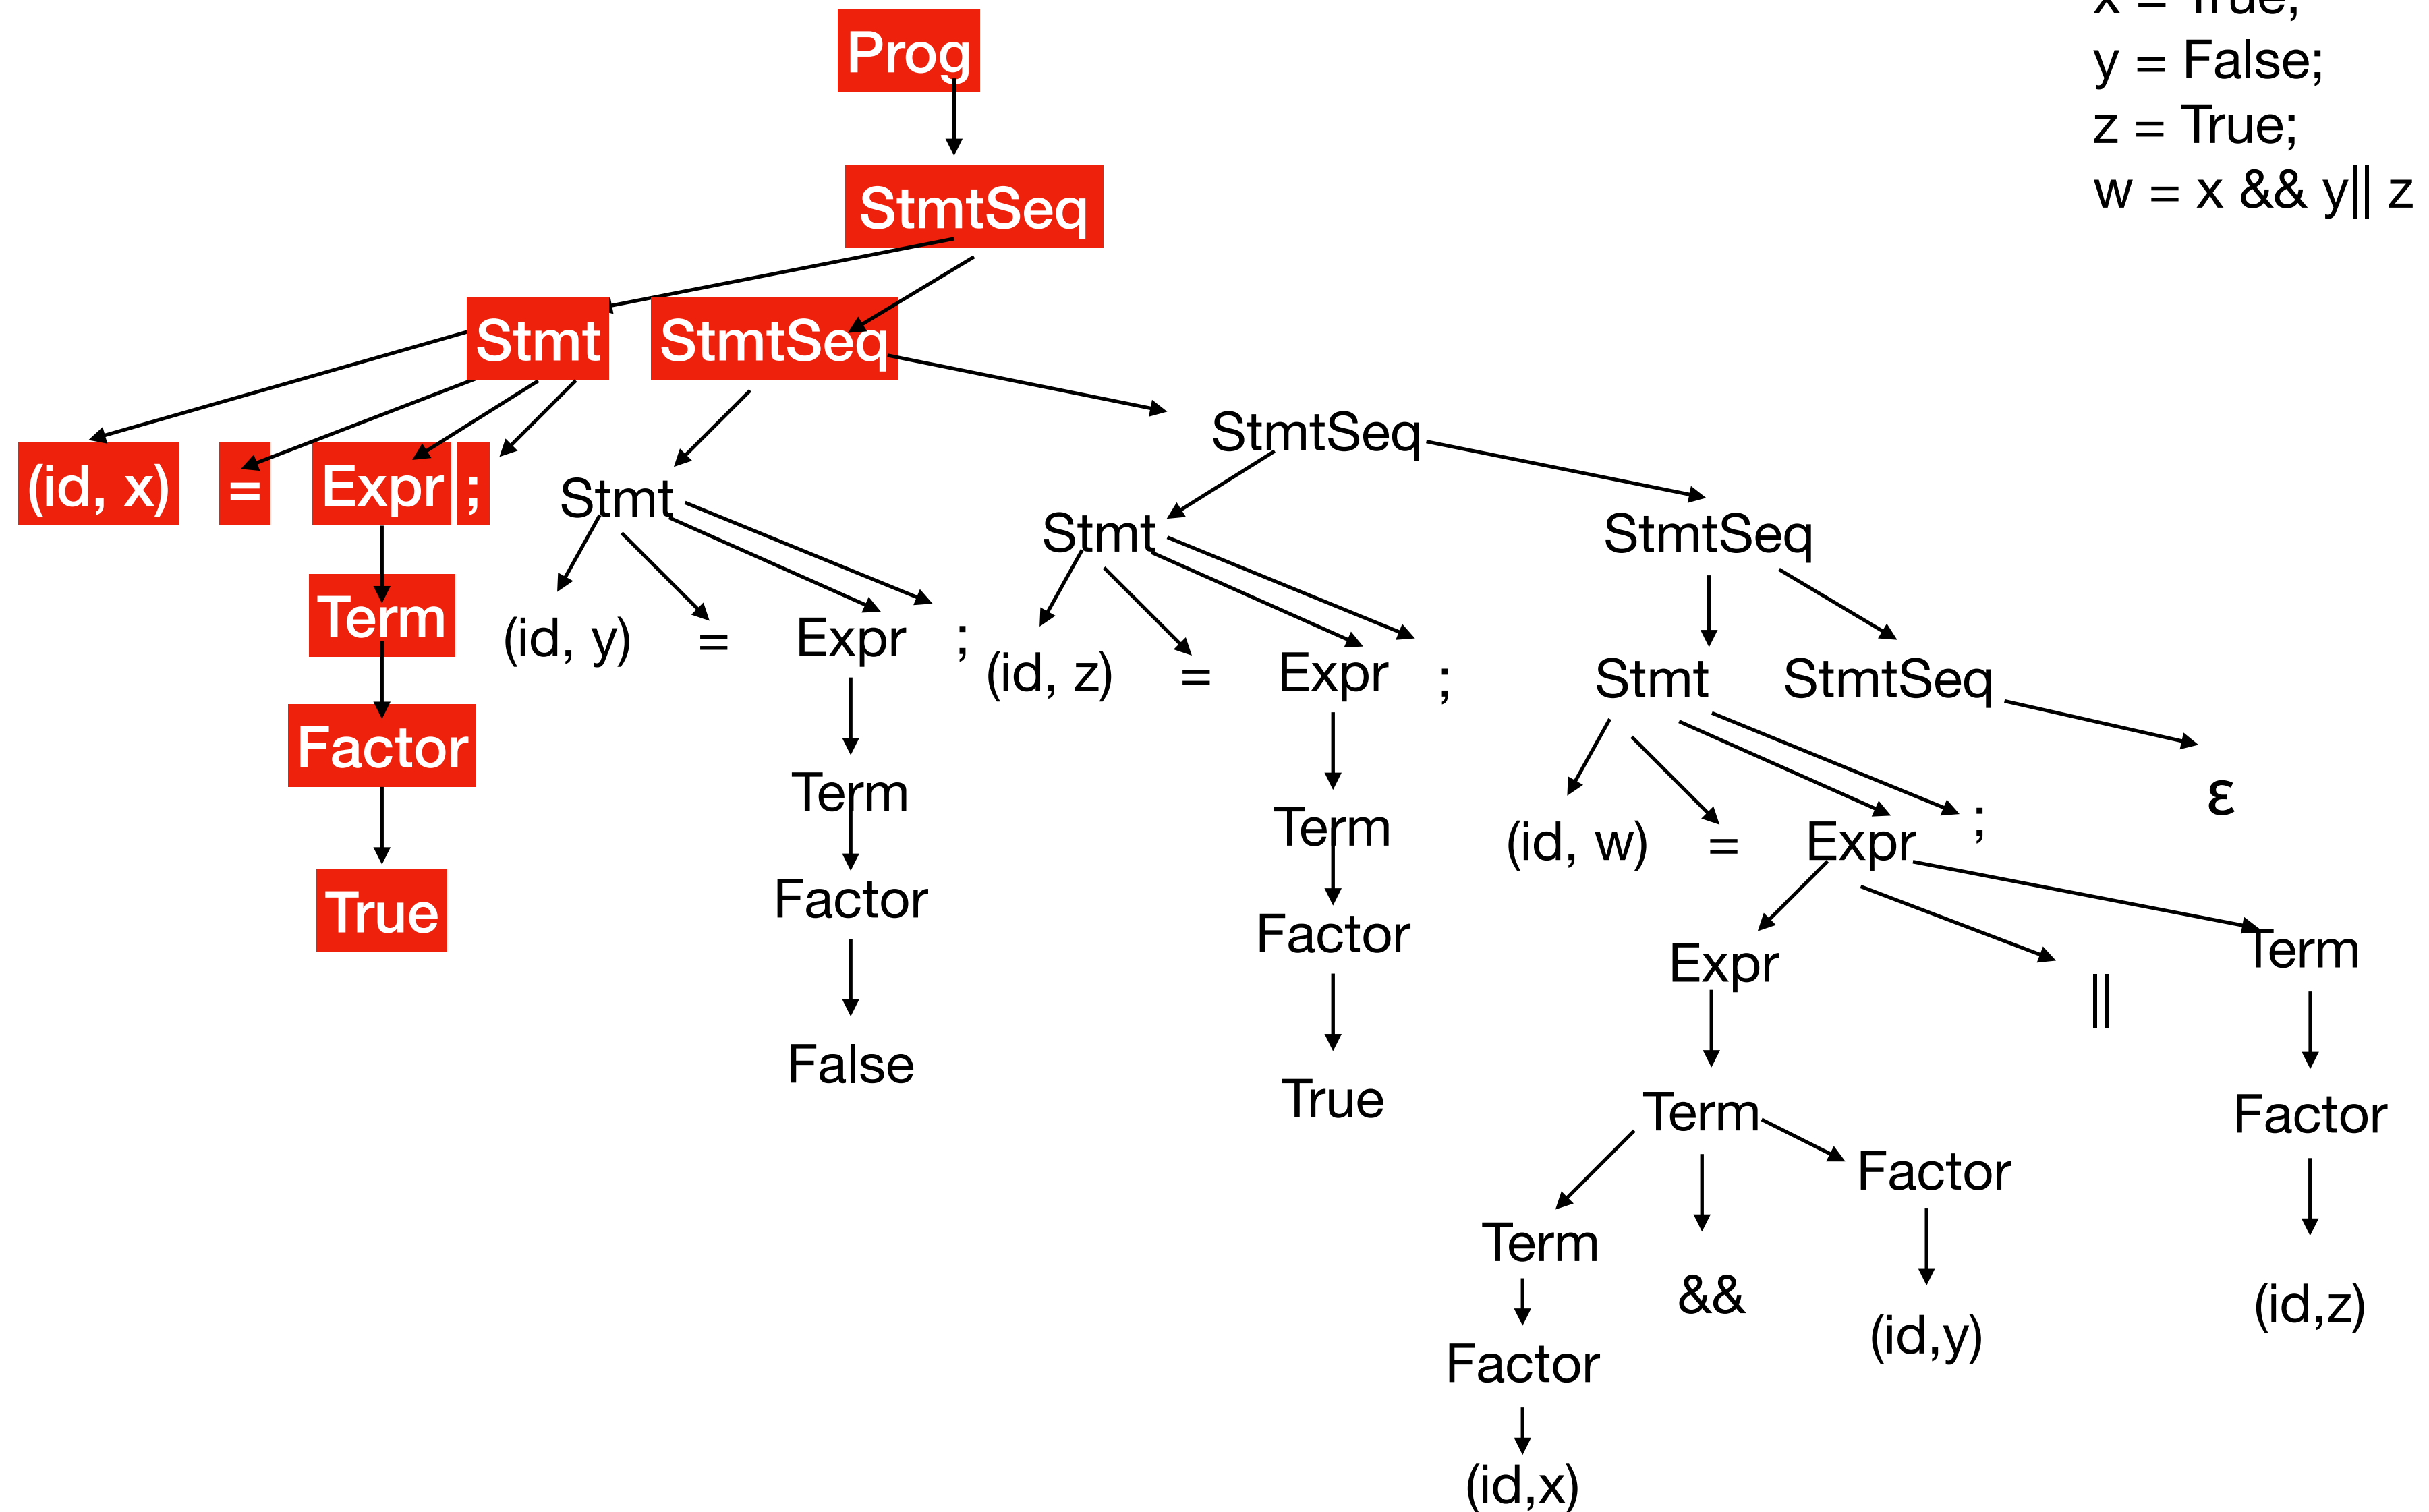 x = True;
y = False;
z = True;
w = x && y|| z
Prog
StmtSeq
Stmt StmtSeq
StmtSeq
(id, x) = Expr ;
Stmt
Stmt
StmtSeq
Term
(id, y) = Expr ;
(id, z) = Expr ;
Stmt StmtSeq
Factor
Term
Term
(id, w) = Expr ;
ε
True
Factor
Factor
Expr || Term
False
True
Term
Factor
Factor
Term && (id,y)
(id,z)
Factor
(id,x)